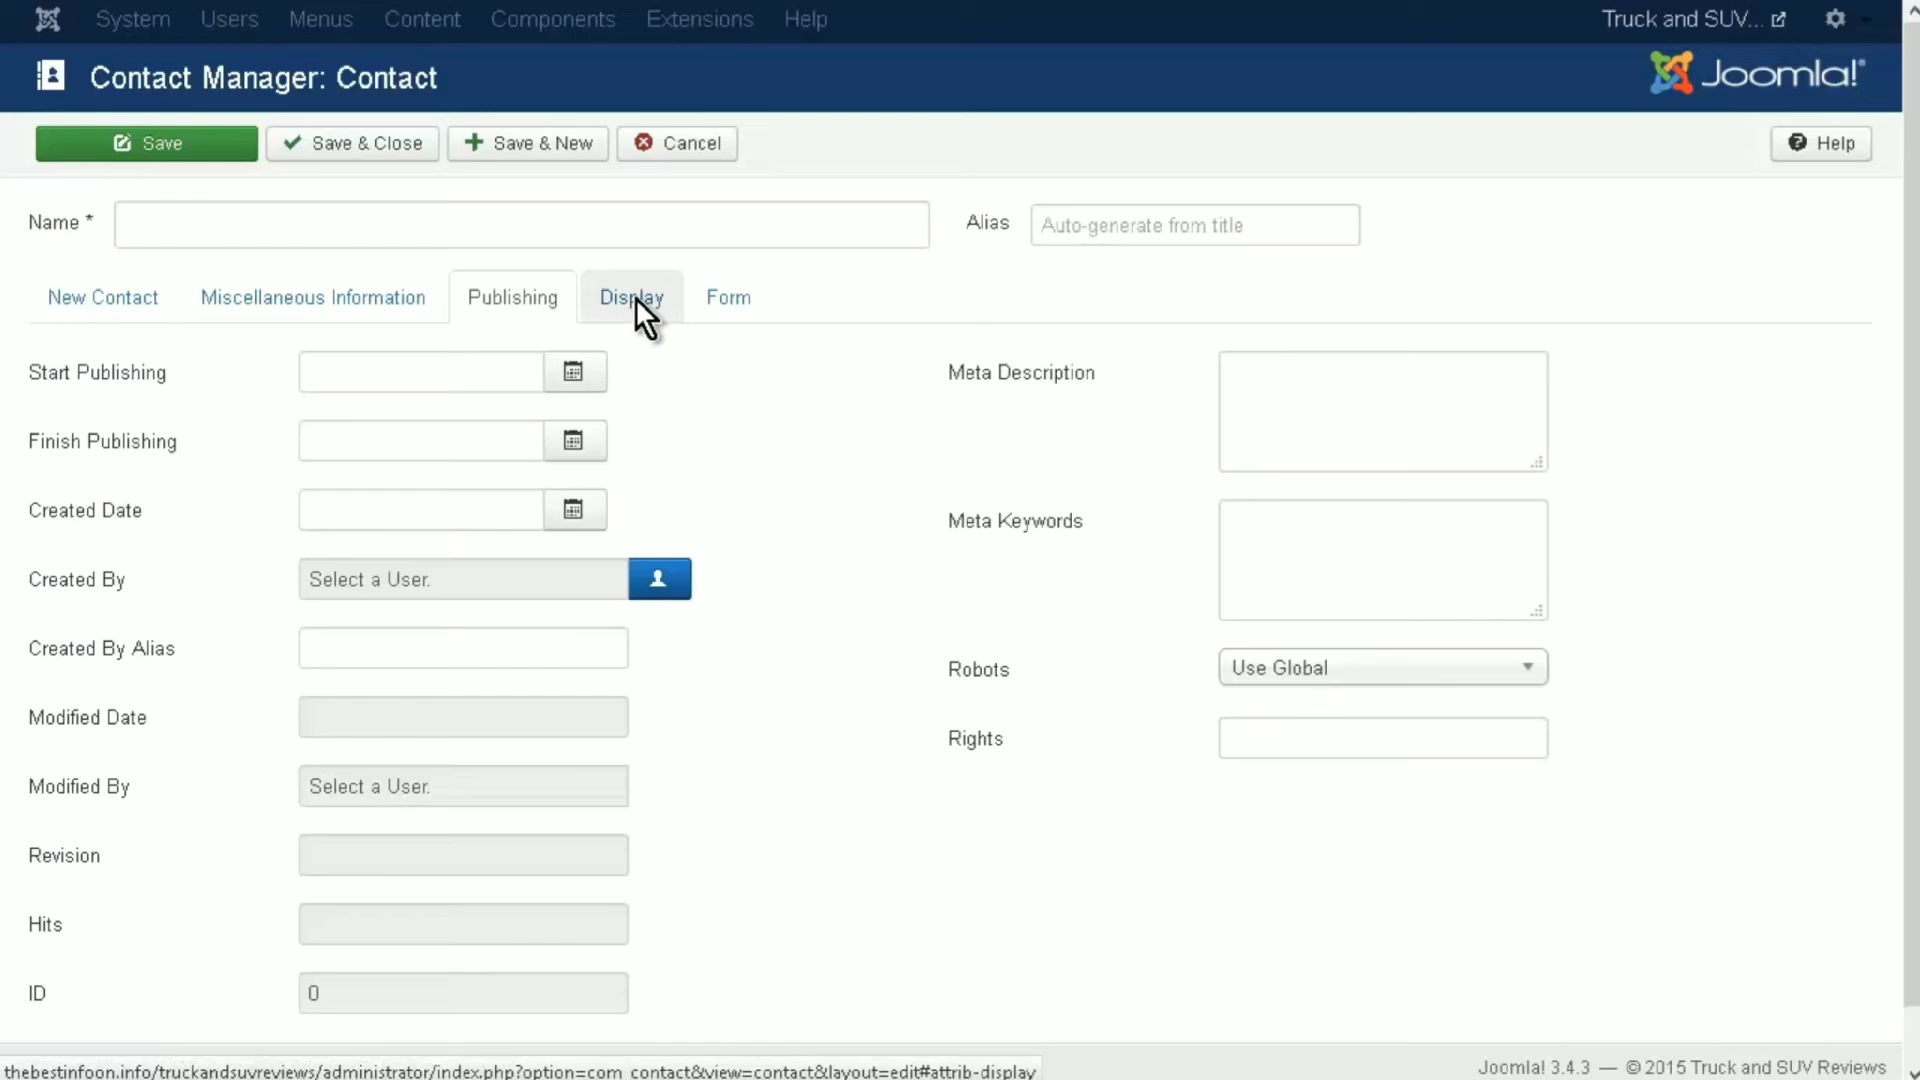 System Users Menus Content Components Extensions Help Truck and SUV...
Contact Manager: Contact Joomla!®
Save Save & Close Save & New Cancel Help
Name * Alias Auto-generate from title
New Contact Miscellaneous Information Publishing Display Form
Start Publishing Meta Description
Finish Publishing
Created Date Meta Keywords
Created By Select a User.
Created By Alias Robots Use Global
Modified Date Rights
Modified By Select a User.
Revision
Hits
ID 0
thebestinfoon.info/truckandsuvreviews/administrator/index.php?option=com_contact&view=contact&layout=edit#attrib-display
Joomla! 3.4.3 — © 2015 Truck and SUV Reviews